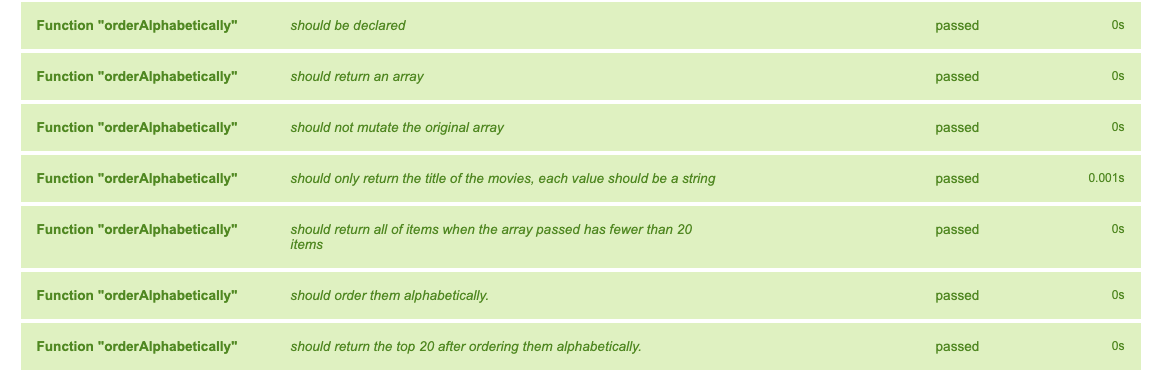 Function "orderAlphabetically" should be declared passed 0s
Function "orderAlphabetically" should return an array passed 0s
Function "orderAlphabetically" should not mutate the original array passed 0s
Function "orderAlphabetically" should only return the title of the movies, each value should be a string passed 0.001s
Function "orderAlphabetically" should return all of items when the array passed has fewer than 20 passed 0s
items
Function "orderAlphabetically" should order them alphabetically. passed 0s
Function "orderAlphabetically" should return the top 20 after ordering them alphabetically. passed 0s